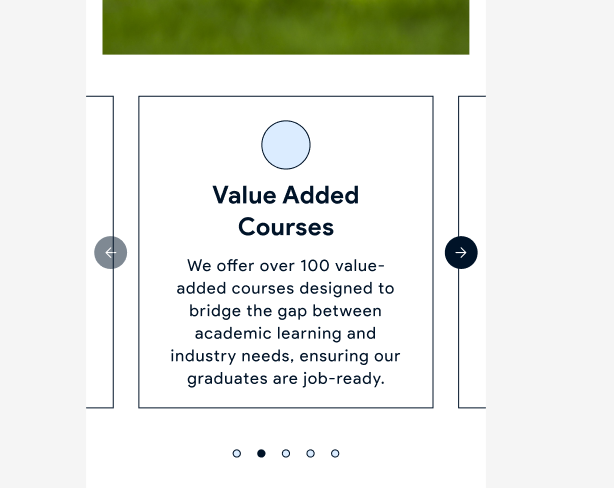 Value Added
Courses
We offer over 100 value-
added courses designed to
bridge the gap between
academic learning and
industry needs, ensuring our
graduates are job-ready.